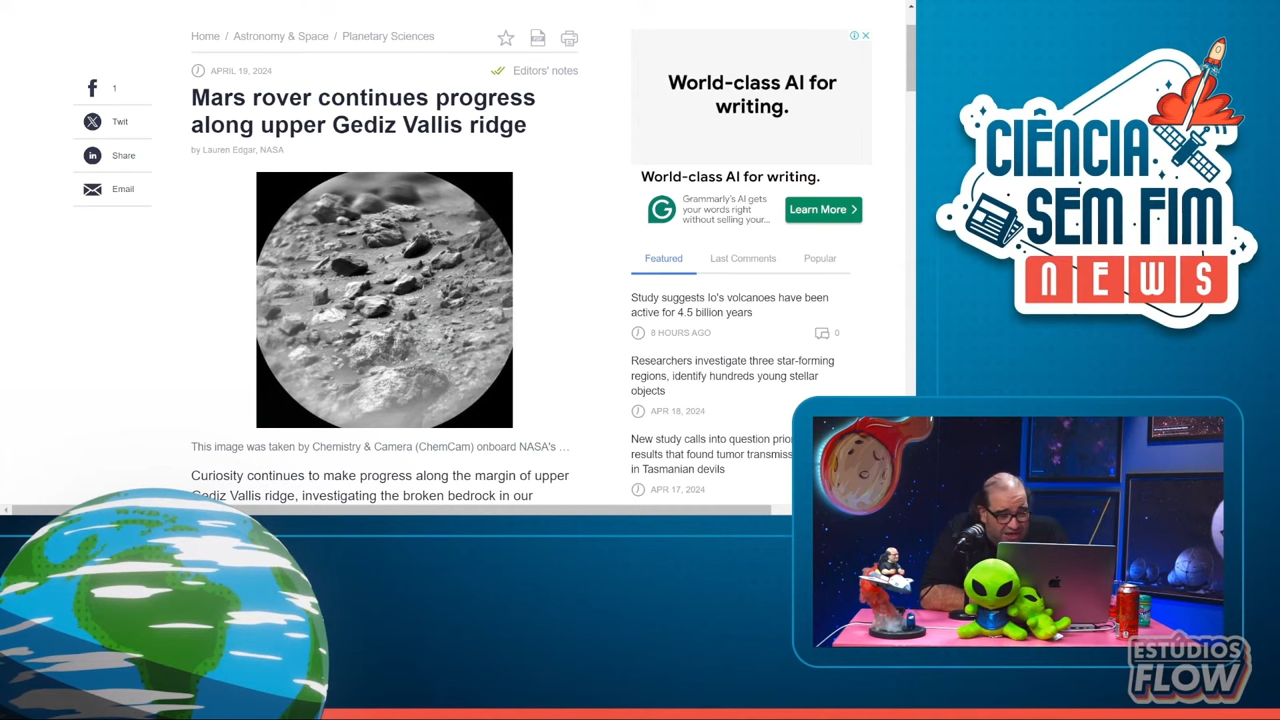 Home / Astronomy & Space / Planetary Sciences
APRIL 19, 2024
Editors' notes
Mars rover continues progress
along upper Gediz Vallis ridge
by Lauren Edgar, NASA
1
Twit
Share
Email
This image was taken by Chemistry & Camera (ChemCam) onboard NASA's ...
Curiosity continues to make progress along the margin of upper
Gediz Vallis ridge, investigating the broken bedrock in our
World-class AI for
writing.
World-class AI for writing.
Grammarly's AI gets
your words right
without selling your...
Learn More >
Featured
Last Comments
Popular
Study suggests Io's volcanoes have been
active for 4.5 billion years
8 HOURS AGO
0
Researchers investigate three star-forming
regions, identify hundreds young stellar
objects
APR 18, 2024
New study calls into question prior
results that found tumor transmiss
in Tasmanian devils
APR 17, 2024
CIÊNCIA
SEM FIM
NEWS
ESTÚDIOS
FLOW